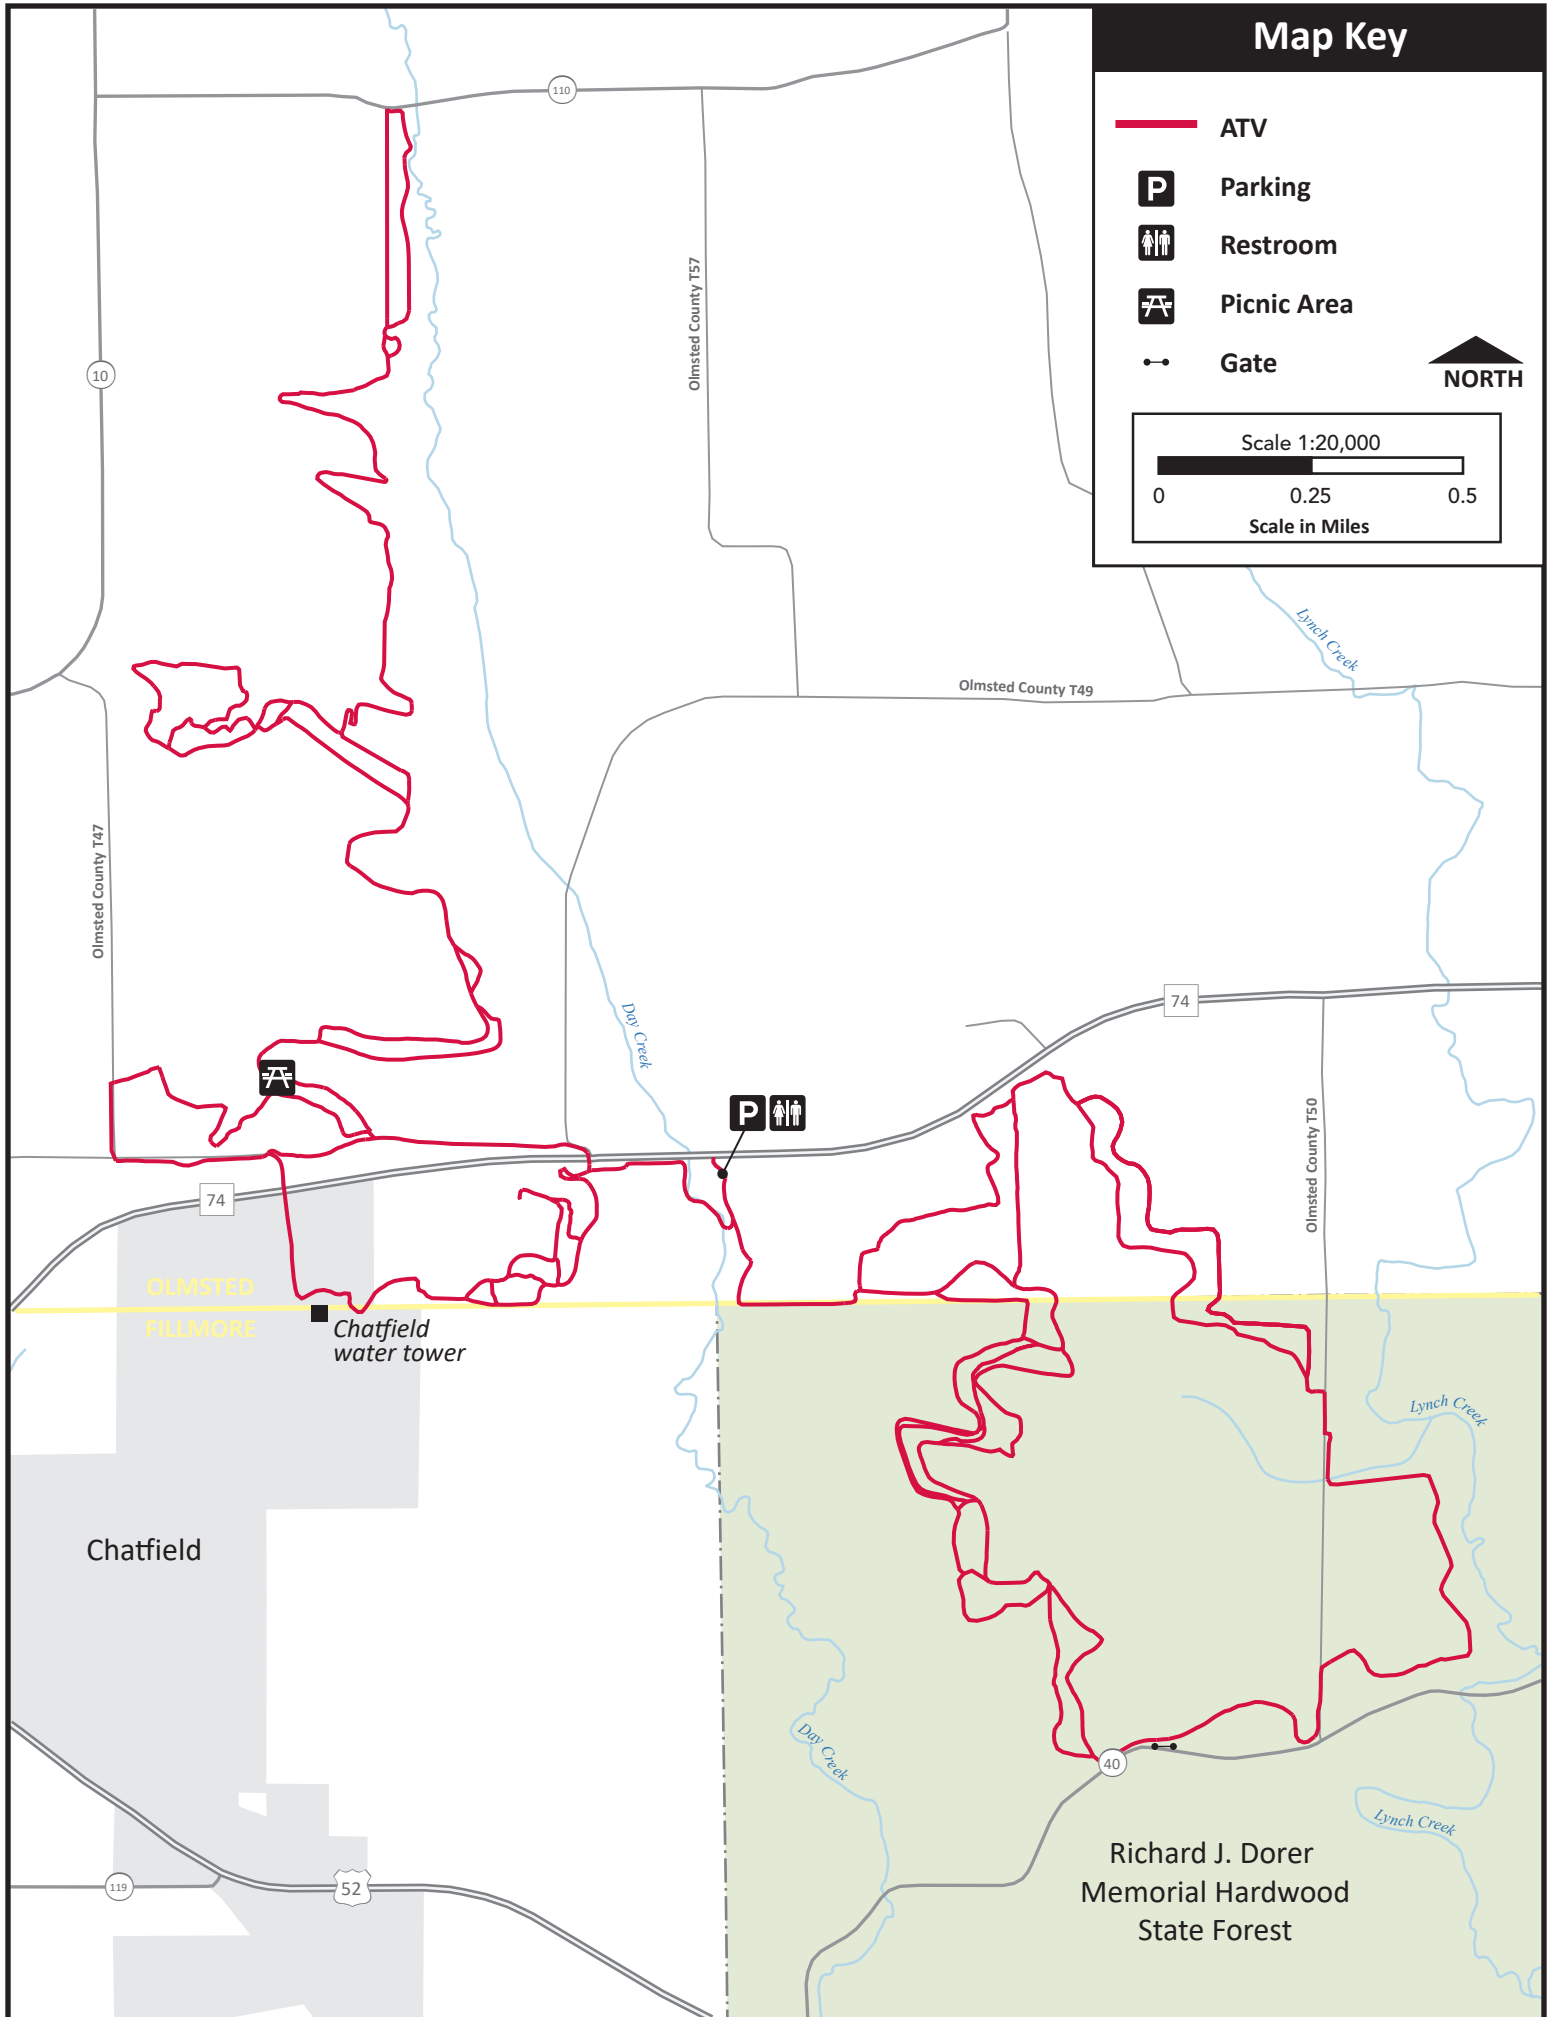 Map Key
ATV
P
Parking
Restroom
Picnic Area
Gate
NORTH
Scale 1:20,000
0 0.25 0.5
Scale in Miles
110
10
Olmsted County T57
Lynch Creek
Olmsted County T49
Olmsted County T47
Day Creek
74
P
Olmsted County T50
74
OLMSTED
FILLMORE
Chatfield
water tower
Lynch Creek
Chatfield
Day Creek
40
Lynch Creek
Richard J. Dorer
Memorial Hardwood
State Forest
119
52